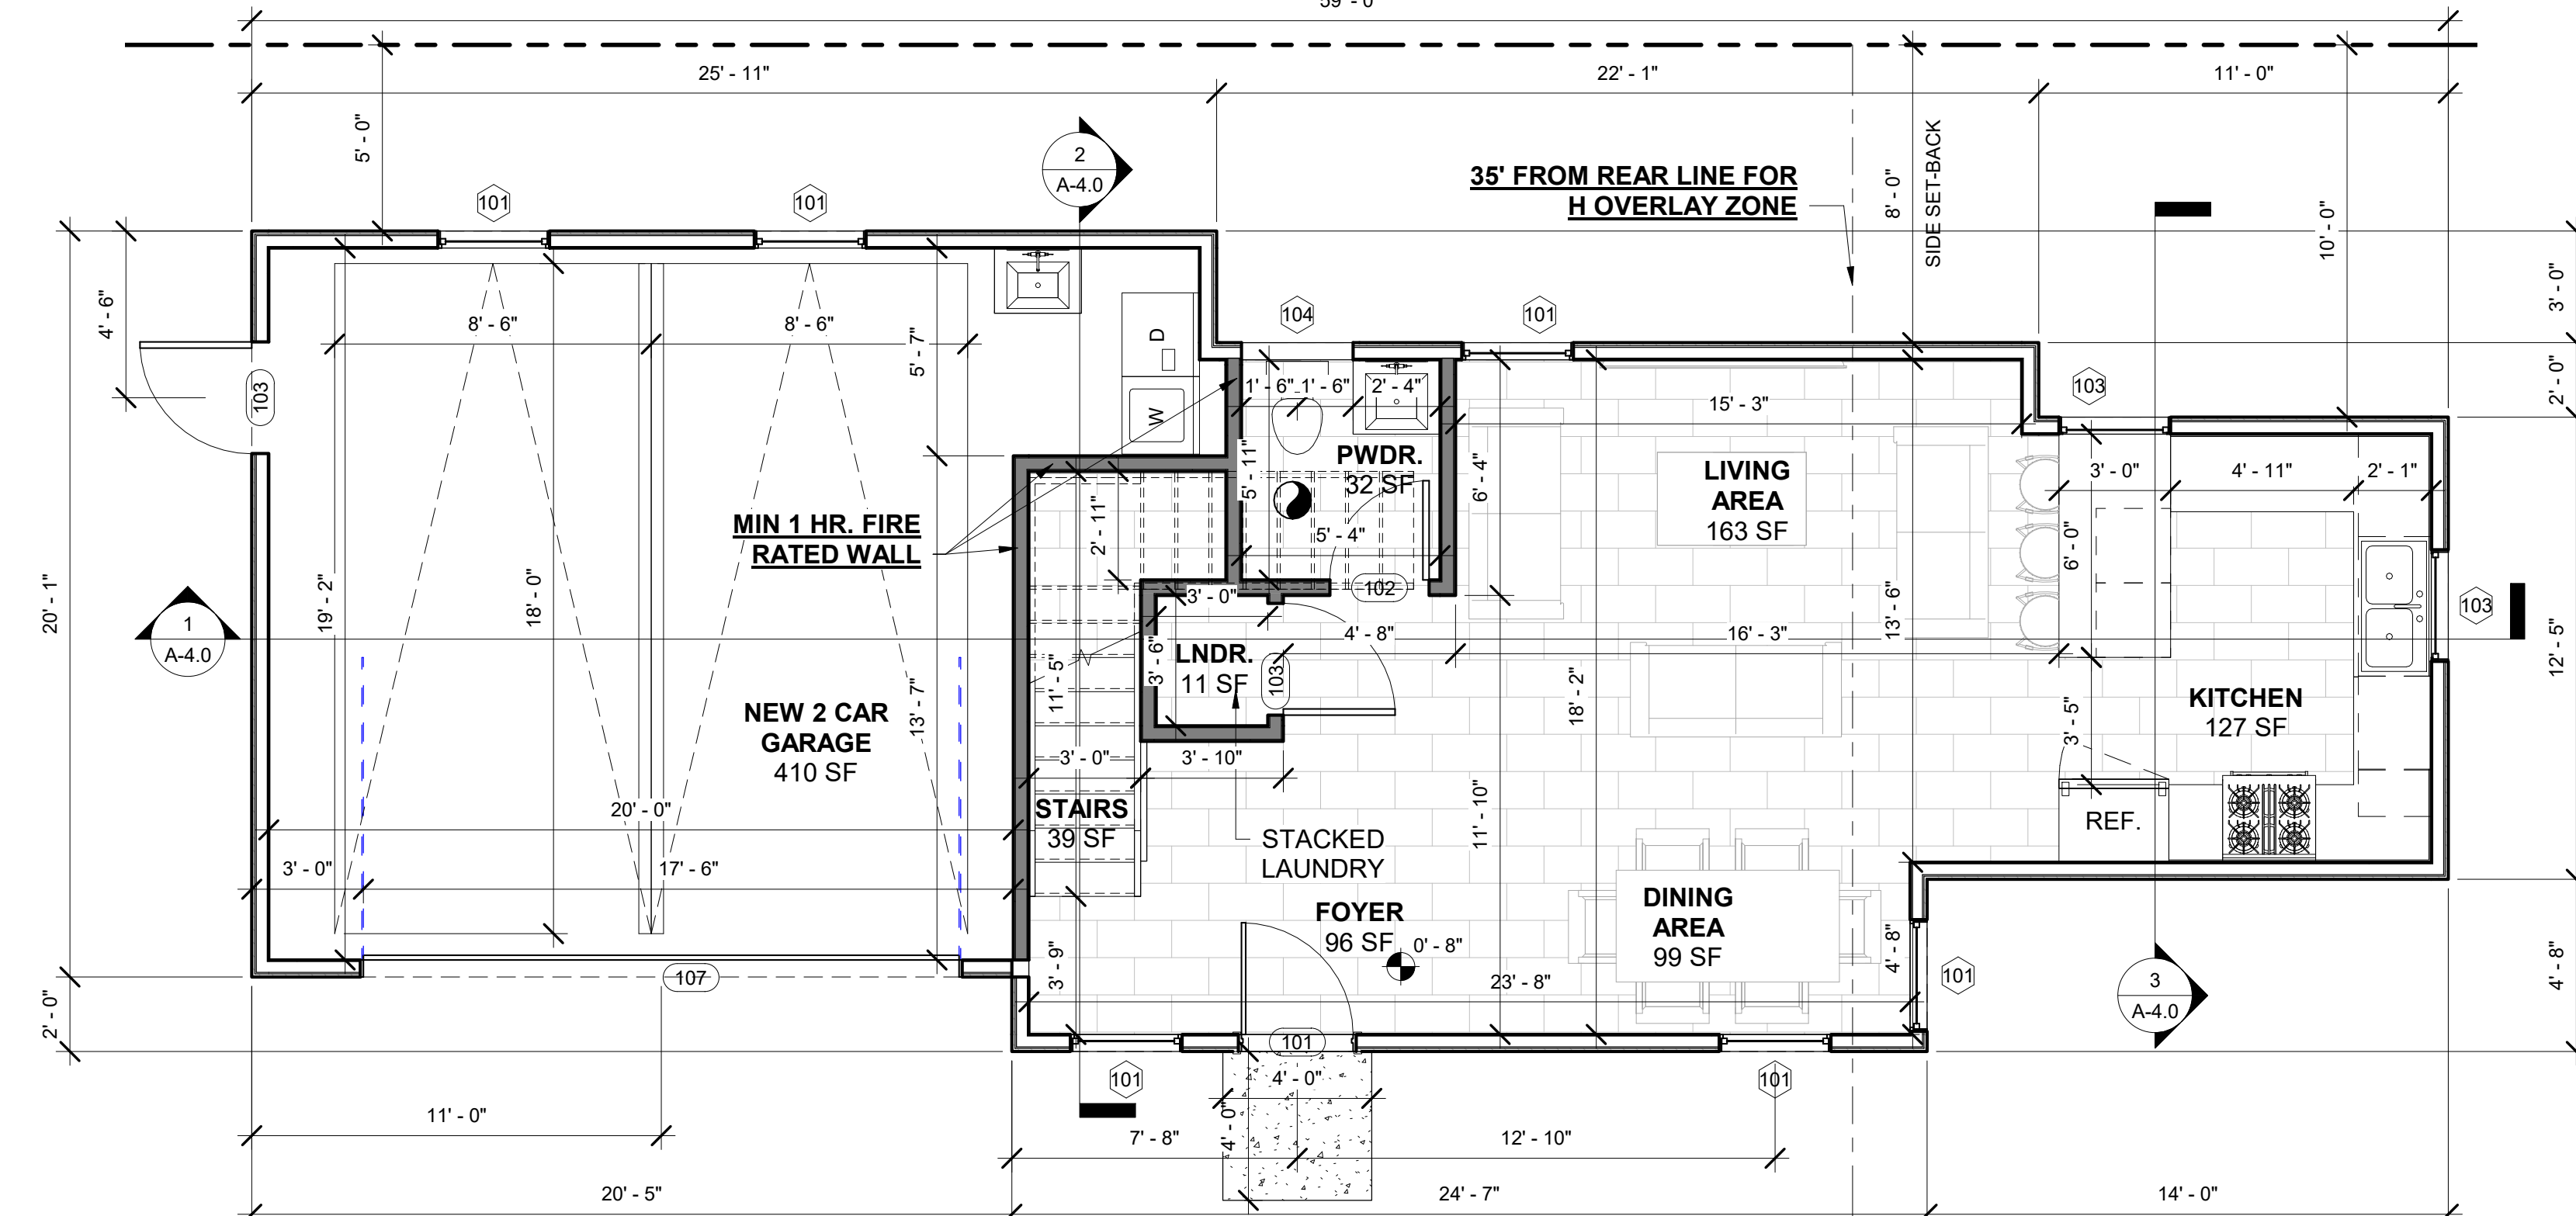 59' - 0"
25' - 11"
22' - 1"
11' - 0"
5' - 0"
2
A-4.0
35' FROM REAR LINE FOR
H OVERLAY ZONE
8' - 0"
SIDE SET-BACK
10' - 0"
101
101
4' - 6"
3' - 0"
104
101
8' - 6"
8' - 6"
5' - 7"
D
W
103
1' - 6"
1' - 6"
2' - 4"
15' - 3"
103
2' - 0"
PWDR.
32 SF
5' - 11"
6' - 4"
LIVING
AREA
163 SF
3' - 0"
4' - 11"
2' - 1"
MIN 1 HR. FIRE
RATED WALL
2' - 11"
5' - 4"
6' - 0"
20' - 1"
19' - 2"
18' - 0"
3' - 0"
102
13' - 6"
103
1
A-4.0
4' - 8"
16' - 3"
12' - 5"
LNDR.
11 SF
3' - 6"
103
11' - 5"
NEW 2 CAR
GARAGE
410 SF
13' - 7"
18' - 2"
KITCHEN
127 SF
3' - 5"
3' - 0"
3' - 10"
20' - 0"
STAIRS
39 SF
STACKED
LAUNDRY
11' - 10"
REF.
3' - 0"
17' - 6"
FOYER
96 SF
0' - 8"
DINING
AREA
99 SF
4' - 8"
3' - 9"
23' - 8"
107
101
3
A-4.0
4' - 8"
2' - 0"
101
101
4' - 0"
101
11' - 0"
7' - 8"
4' - 0"
12' - 10"
20' - 5"
24' - 7"
14' - 0"